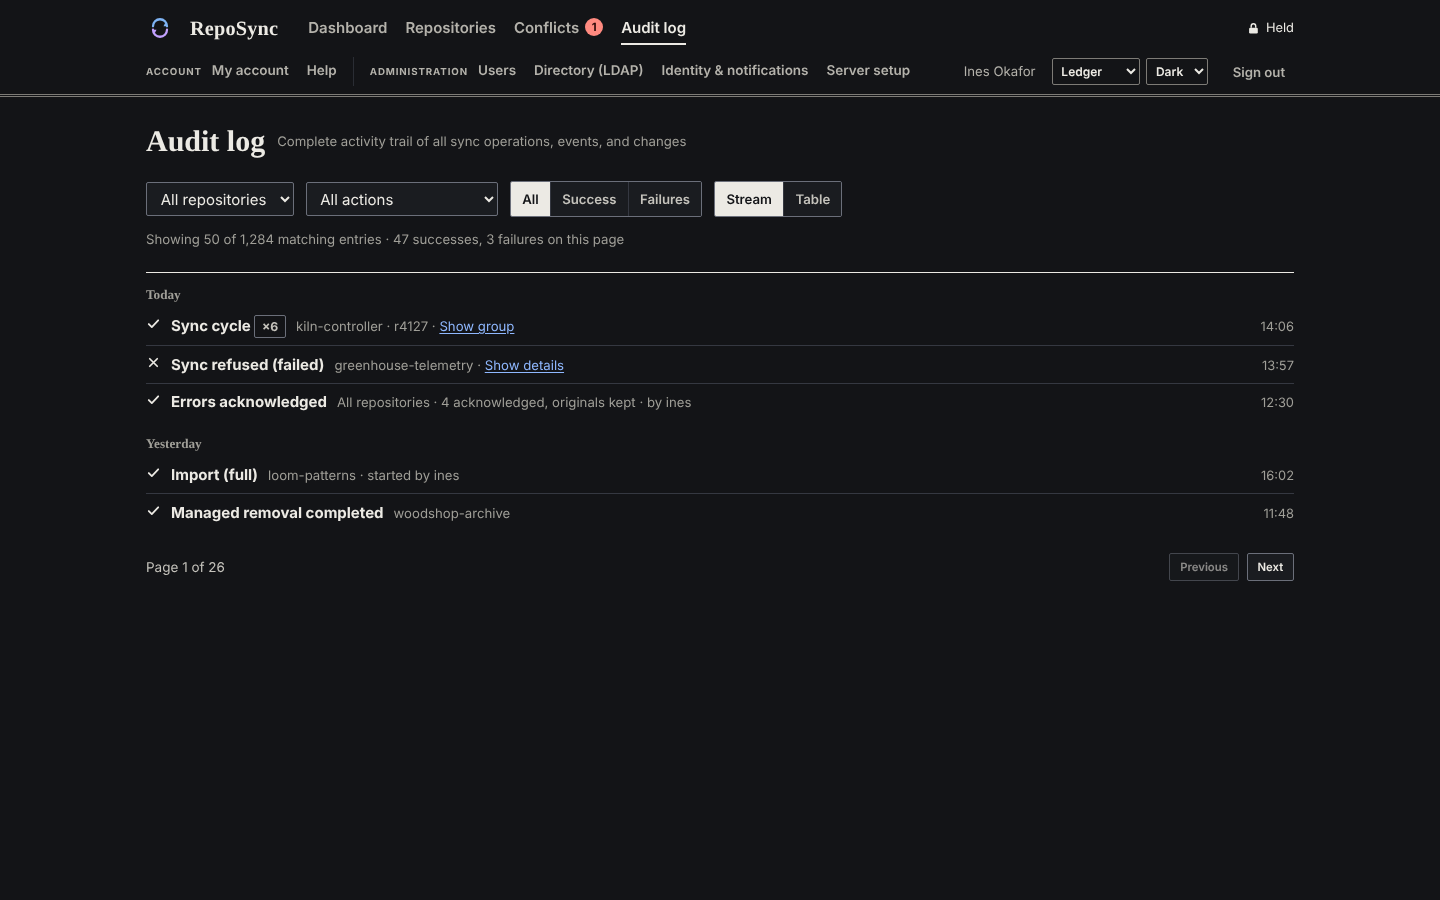 RepoSync Dashboard Repositories Conflicts 1 Audit log Held
ACCOUNT My account Help ADMINISTRATION Users Directory (LDAP) Identity & notifications Server setup Ines Okafor Ledger Dark Sign out
Audit log Complete activity trail of all sync operations, events, and changes
All repositories All actions All Success Failures Stream Table
Showing 50 of 1,284 matching entries · 47 successes, 3 failures on this page
Today
Sync cycle ×6 kiln-controller · r4127 · Show group 14:06
Sync refused (failed) greenhouse-telemetry · Show details 13:57
Errors acknowledged All repositories · 4 acknowledged, originals kept · by ines 12:30
Yesterday
Import (full) loom-patterns · started by ines 16:02
Managed removal completed woodshop-archive 11:48
Page 1 of 26 Previous Next